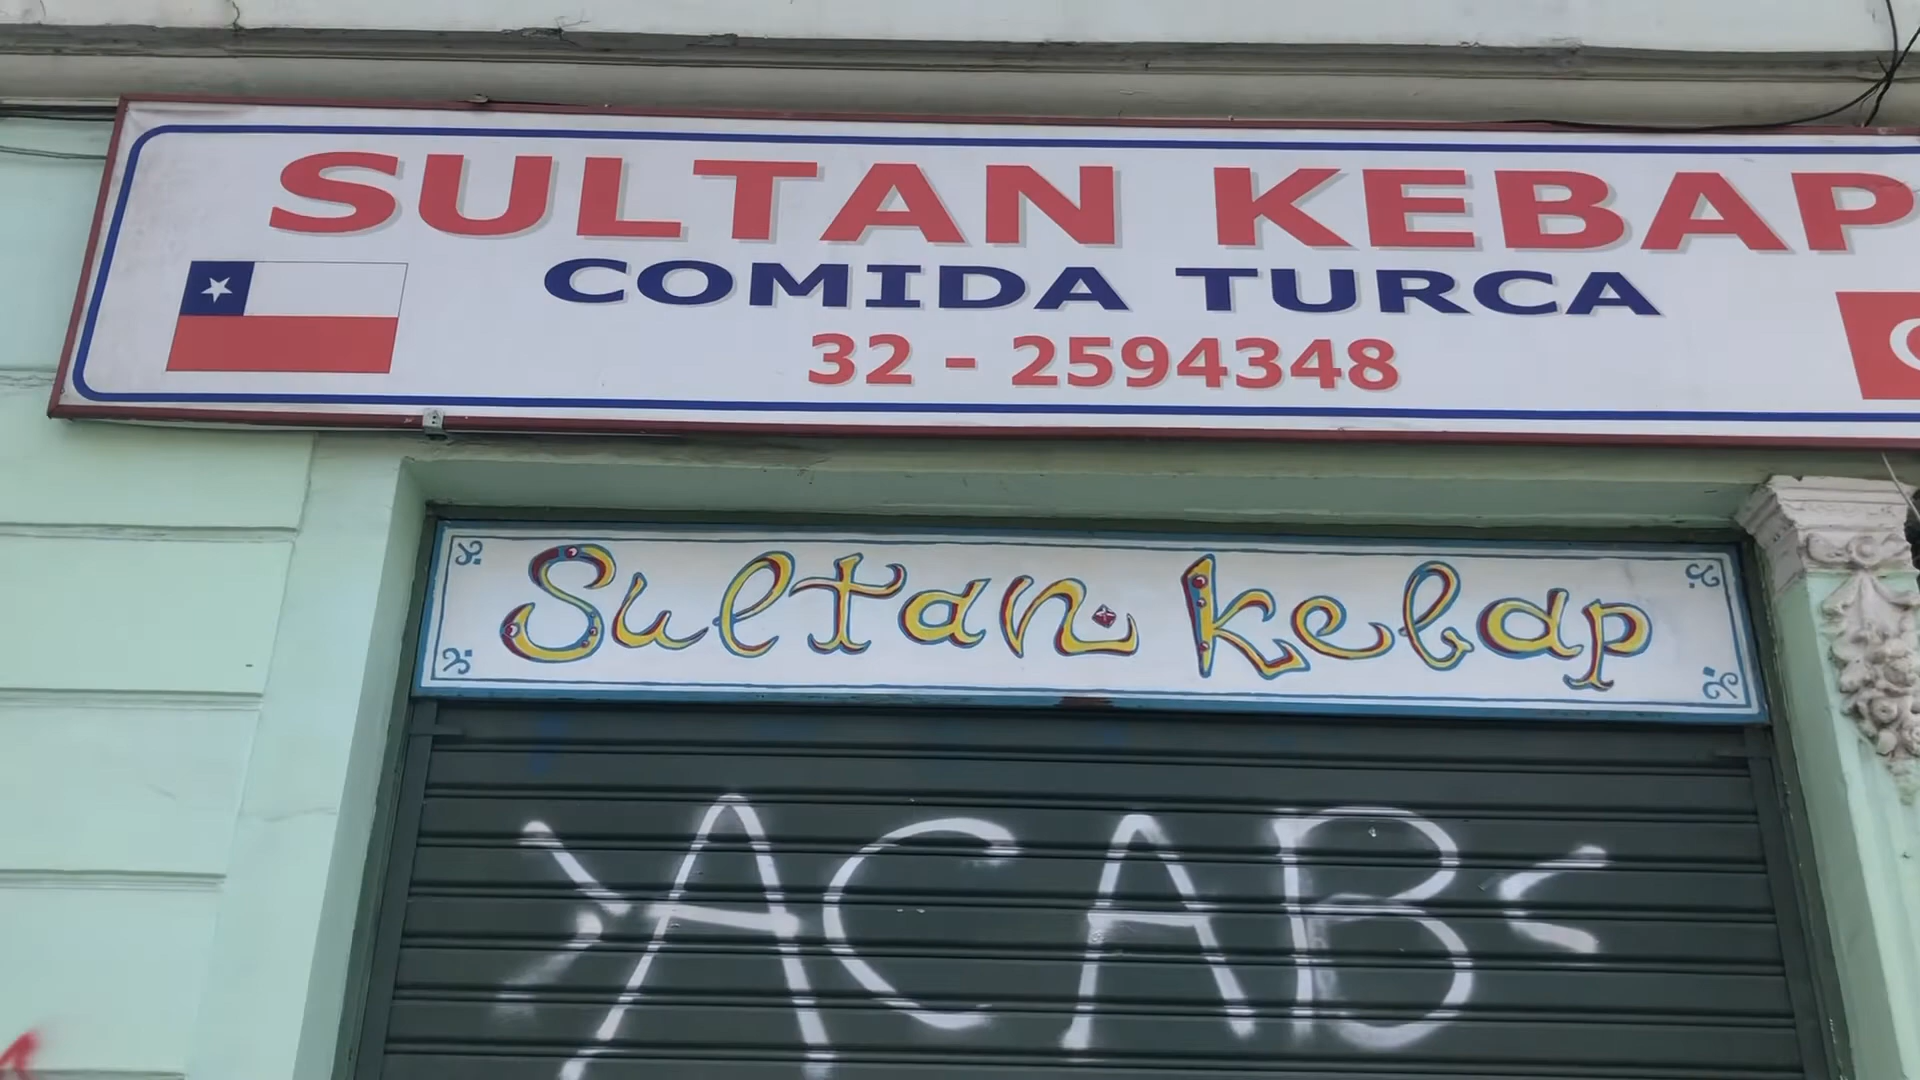 SULTAN KEBAP
COMIDA TURCA
32 - 2594348
Sultan kebap
ACAB